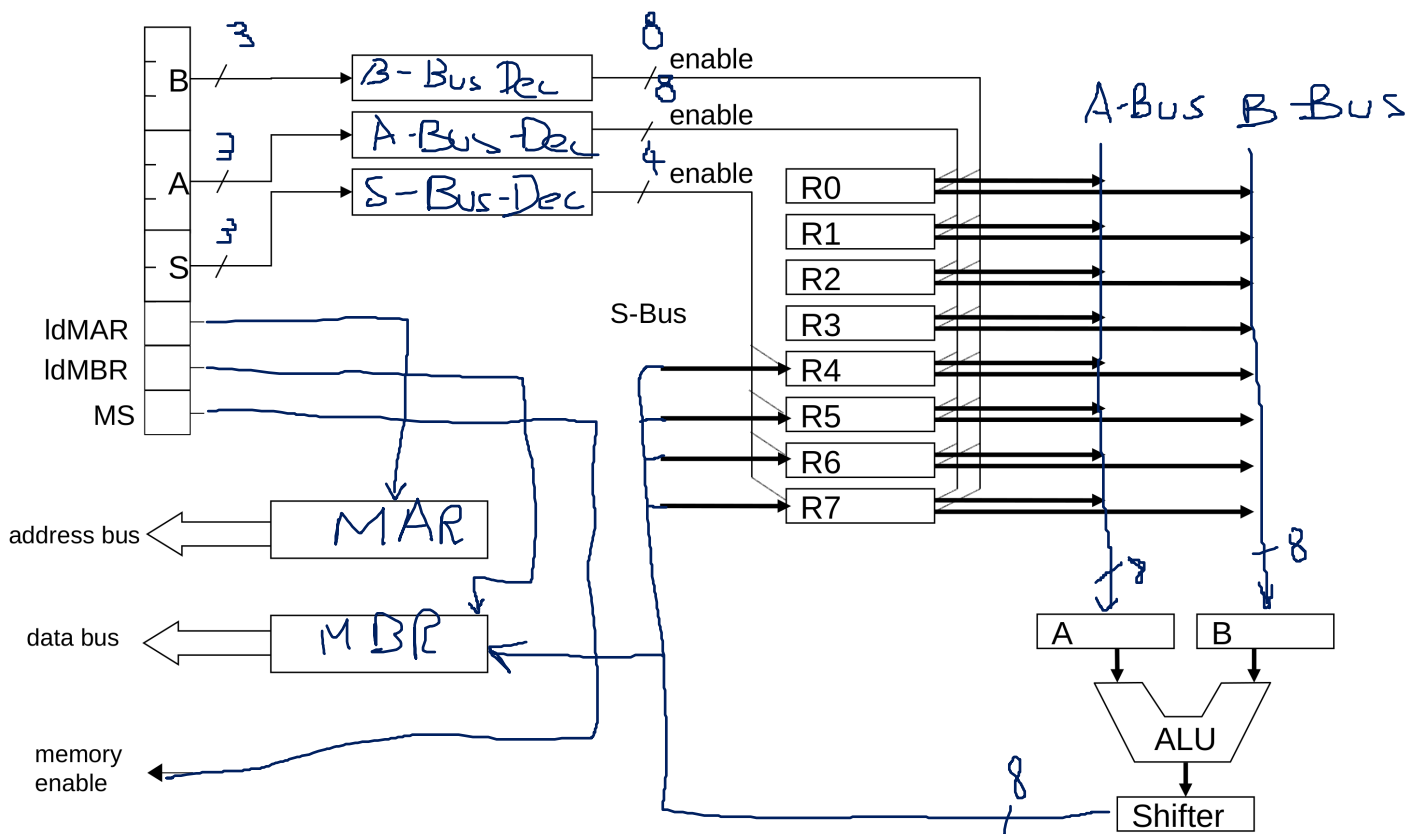 3
B
B-Bus Dec
8
enable
A-Bus B-Bus
3
A
A-Bus-Dec
8
enable
3
S
S-Bus-Dec
4
enable
R0
R1
R2
R3
S-Bus
R4
R5
R6
R7
ldMAR
ldMBR
MS
address bus
MAR
8
8
data bus
MBR
A
B
ALU
memory
enable
8
Shifter